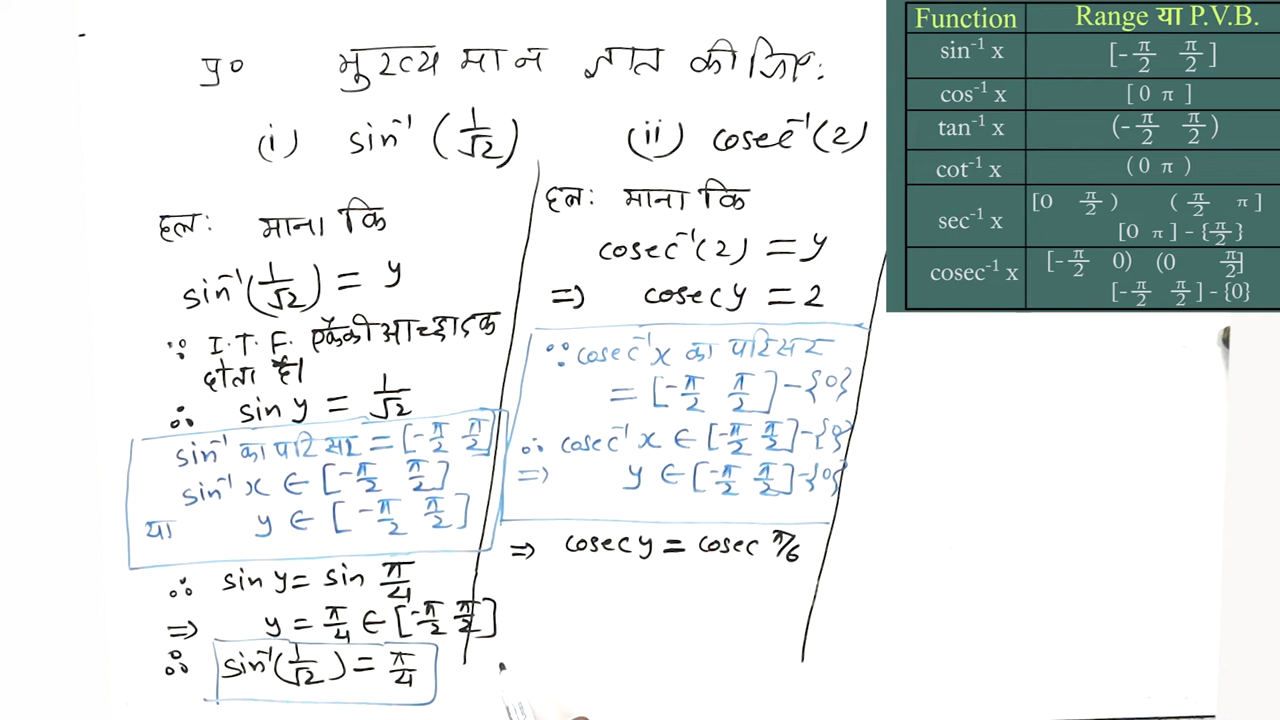 प्र० मुख्य मान ज्ञात कीजिए:
(i) sin⁻¹(1/√2) (ii) cosec⁻¹(2)
हल: माना कि
sin⁻¹(1/√2) = y
∵ I.T.F. एकैकी आच्छादक
होता है।
∴ sin y = 1/√2
sin⁻¹ का परिसर = [-π/2 π/2]
sin⁻¹ x ∈ [-π/2 π/2]
या y ∈ [-π/2 π/2]
∴ sin y = sin π/4
⇒ y = π/4 ∈ [-π/2 π/2]
∴ sin⁻¹(1/√2) = π/4
हल: माना कि
cosec⁻¹(2) = y
⇒ cosec y = 2
∵ cosec⁻¹x का परिसर
= [-π/2 π/2] - {0}
∴ cosec⁻¹ x ∈ [-π/2 π/2] - {0}
⇒ y ∈ [-π/2 π/2] - {0}
⇒ cosec y = cosec π/6
Function Range या P.V.B.
sin⁻¹ x [-π/2 π/2]
cos⁻¹ x [ 0 π ]
tan⁻¹ x (-π/2 π/2)
cot⁻¹ x ( 0 π )
sec⁻¹ x [0 π/2 ) ( π/2 π ]
[0 π ] - {π/2}
cosec⁻¹ x [-π/2 0) (0 π/2]
[-π/2 π/2] - {0}